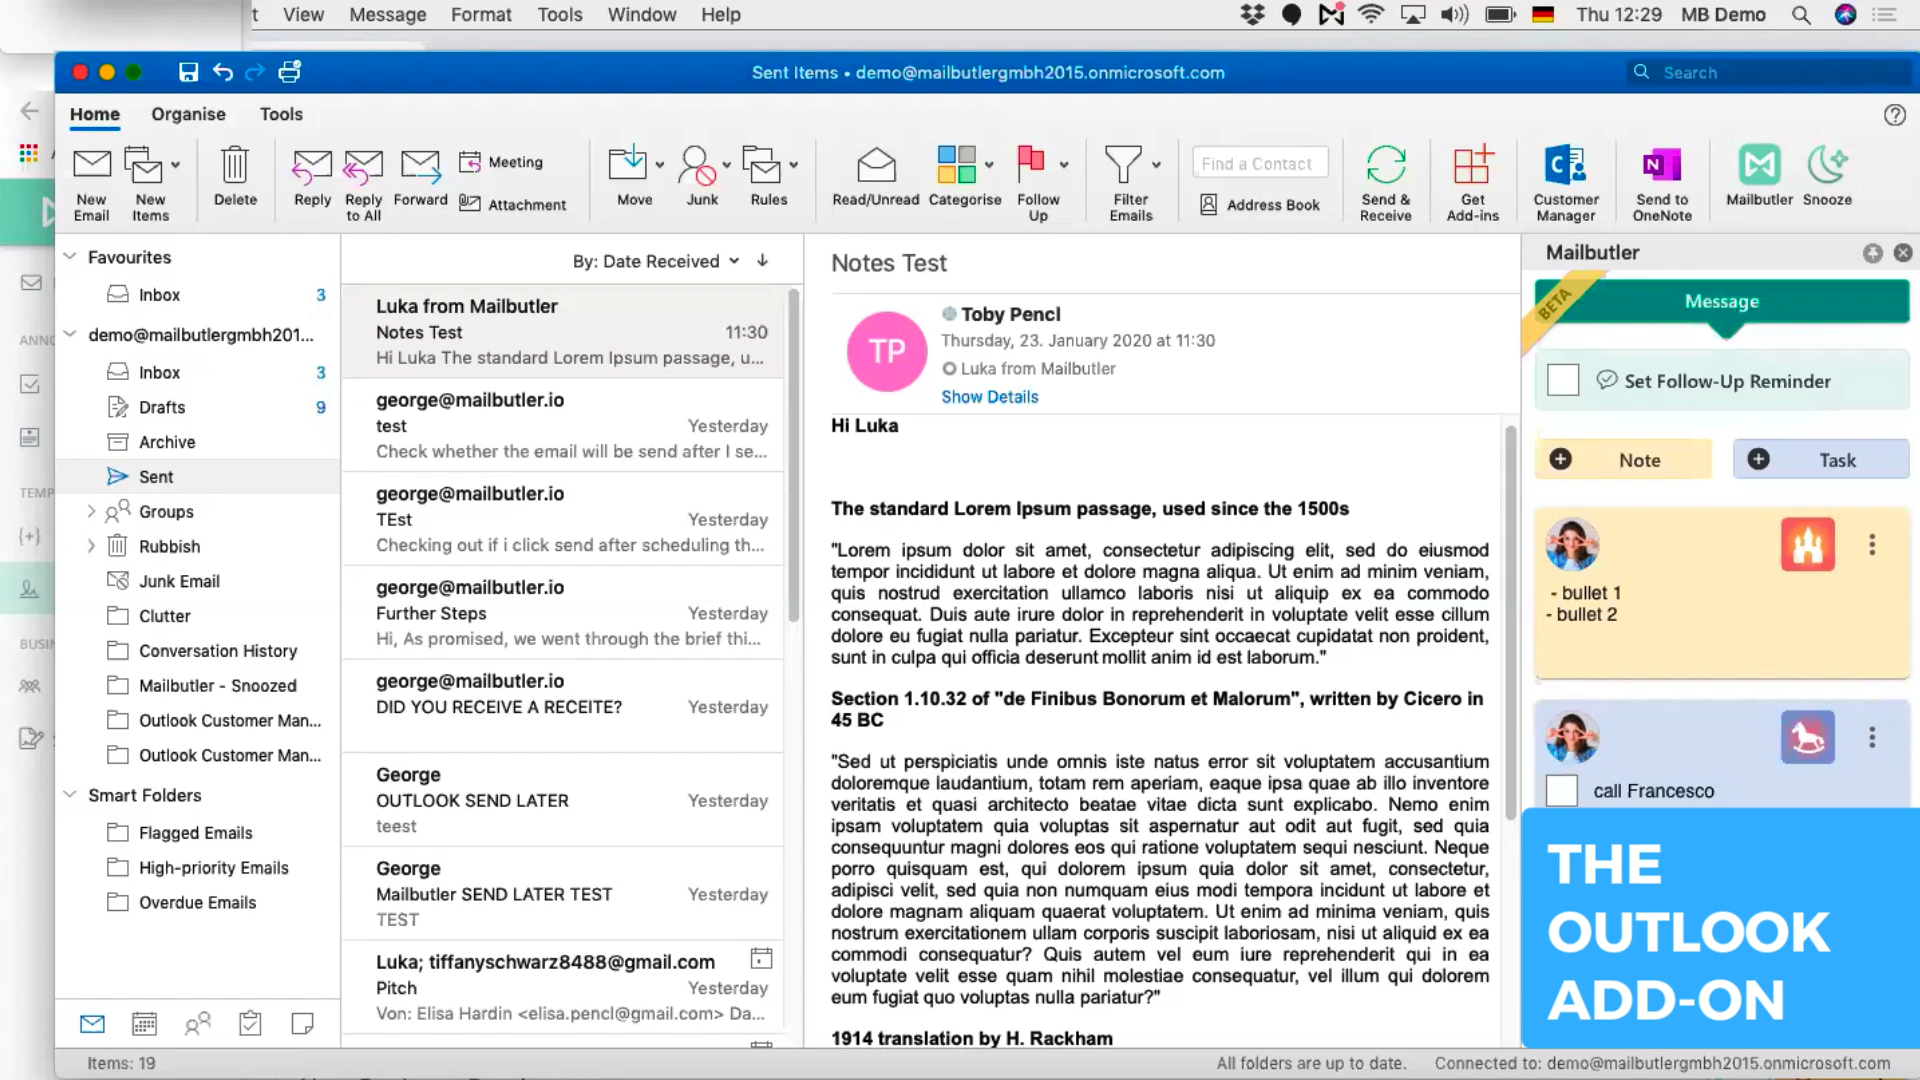 t View Message Format Tools Window Help
Thu 12:29 MB Demo
Sent Items • demo@mailbutlergmbh2015.onmicrosoft.com
Search
Home Organise Tools
New Email
New Items
Delete
Reply
Reply to All
Forward
Meeting
Attachment
Move
Junk
Rules
Read/Unread
Categorise
Follow Up
Filter Emails
Find a Contact
Address Book
Send & Receive
Get Add-ins
Customer Manager
Send to OneNote
Mailbutler
Snooze
ANNO
TEMP
BUSIN
Favourites
Inbox 3
demo@mailbutlergmbh201...
Inbox 3
Drafts 9
Archive
Sent
Groups
Rubbish
Junk Email
Clutter
Conversation History
Mailbutler - Snoozed
Outlook Customer Man...
Outlook Customer Man...
Smart Folders
Flagged Emails
High-priority Emails
Overdue Emails
By: Date Received
Luka from Mailbutler
Notes Test 11:30
Hi Luka The standard Lorem Ipsum passage, u...
george@mailbutler.io
test Yesterday
Check whether the email will be send after I se...
george@mailbutler.io
TEst Yesterday
Checking out if i click send after scheduling th...
george@mailbutler.io
Further Steps Yesterday
Hi, As promised, we went through the brief thi...
george@mailbutler.io
DID YOU RECEIVE A RECEITE? Yesterday
George
OUTLOOK SEND LATER Yesterday
teest
George
Mailbutler SEND LATER TEST Yesterday
TEST
Luka; tiffanyschwarz8488@gmail.com
Pitch Yesterday
Von: Elisa Hardin <elisa.pencl@gmail.com> Da...
Notes Test
TP
Toby Pencl
Thursday, 23. January 2020 at 11:30
Luka from Mailbutler
Show Details
Hi Luka
The standard Lorem Ipsum passage, used since the 1500s
"Lorem ipsum dolor sit amet, consectetur adipiscing elit, sed do eiusmod
tempor incididunt ut labore et dolore magna aliqua. Ut enim ad minim veniam,
quis nostrud exercitation ullamco laboris nisi ut aliquip ex ea commodo
consequat. Duis aute irure dolor in reprehenderit in voluptate velit esse cillum
dolore eu fugiat nulla pariatur. Excepteur sint occaecat cupidatat non proident,
sunt in culpa qui officia deserunt mollit anim id est laborum."
Section 1.10.32 of "de Finibus Bonorum et Malorum", written by Cicero in
45 BC
"Sed ut perspiciatis unde omnis iste natus error sit voluptatem accusantium
doloremque laudantium, totam rem aperiam, eaque ipsa quae ab illo inventore
veritatis et quasi architecto beatae vitae dicta sunt explicabo. Nemo enim
ipsam voluptatem quia voluptas sit aspernatur aut odit aut fugit, sed quia
consequuntur magni dolores eos qui ratione voluptatem sequi nesciunt. Neque
porro quisquam est, qui dolorem ipsum quia dolor sit amet, consectetur,
adipisci velit, sed quia non numquam eius modi tempora incidunt ut labore et
dolore magnam aliquam quaerat voluptatem. Ut enim ad minima veniam, quis
nostrum exercitationem ullam corporis suscipit laboriosam, nisi ut aliquid ex ea
commodi consequatur? Quis autem vel eum iure reprehenderit qui in ea
voluptate velit esse quam nihil molestiae consequatur, vel illum qui dolorem
eum fugiat quo voluptas nulla pariatur?"
1914 translation by H. Rackham
Mailbutler
BETA
Message
Set Follow-Up Reminder
Note
Task
- bullet 1
- bullet 2
call Francesco
THE
OUTLOOK
ADD-ON
Items: 19
All folders are up to date.
Connected to: demo@mailbutlergmbh2015.onmicrosoft.com